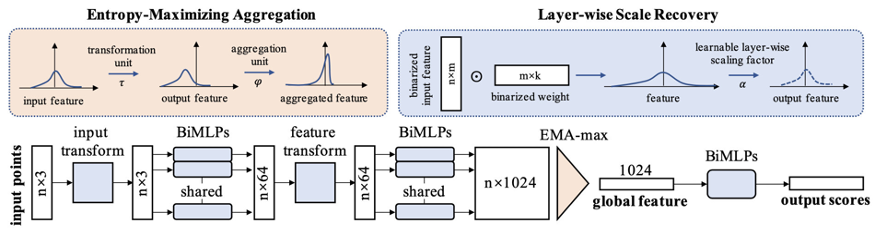 Entropy-Maximizing Aggregation
transformation
unit
τ
aggregation
unit
φ
input feature
output feature
aggregated feature
Layer-wise Scale Recovery
binarized
input feature
n×m
⊙
m×k
binarized weight
feature
learnable layer-wise
scaling factor
α
output feature
input points
n×3
input
transform
n×3
BiMLPs
shared
n×64
feature
transform
n×64
BiMLPs
shared
n×1024
EMA-max
1024
global feature
BiMLPs
output scores